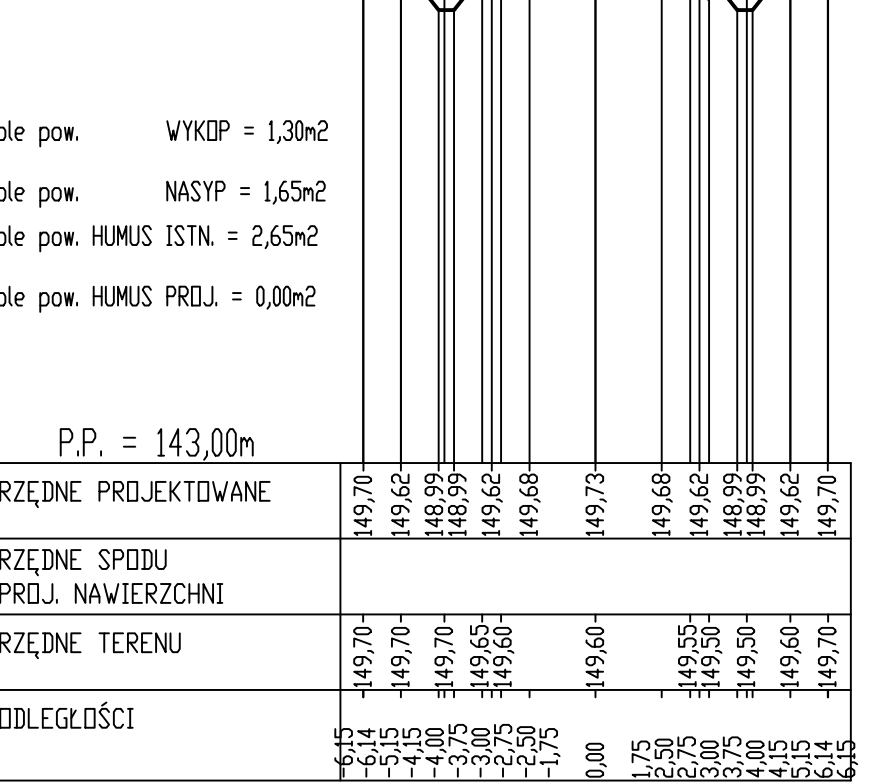 ble pow. WYKOP = 1,30m2
ble pow. NASYP = 1,65m2
ble pow. HUMUS ISTN. = 2,65m2
ble pow. HUMUS PROJ. = 0,00m2
P.P. = 143,00m
RZĘDNE PROJEKTOWANE 149,70 149,62 148,99 148,99 149,62 149,68 149,73 149,68 149,62 148,99 148,99 149,62 149,70
RZĘDNE SPODU
PROJ. NAWIERZCHNI
RZĘDNE TERENU 149,70 149,70 149,70 149,65 149,60 149,60 149,55 149,50 149,50 149,60 149,70
ODLEGŁOŚCI -6,15 -6,14 -5,15 -4,15 -4,00 -3,75 -3,00 -2,75 -2,50 -1,75 0,00 1,75 2,50 2,75 3,00 3,75 4,00 4,15 5,15 6,14 6,15